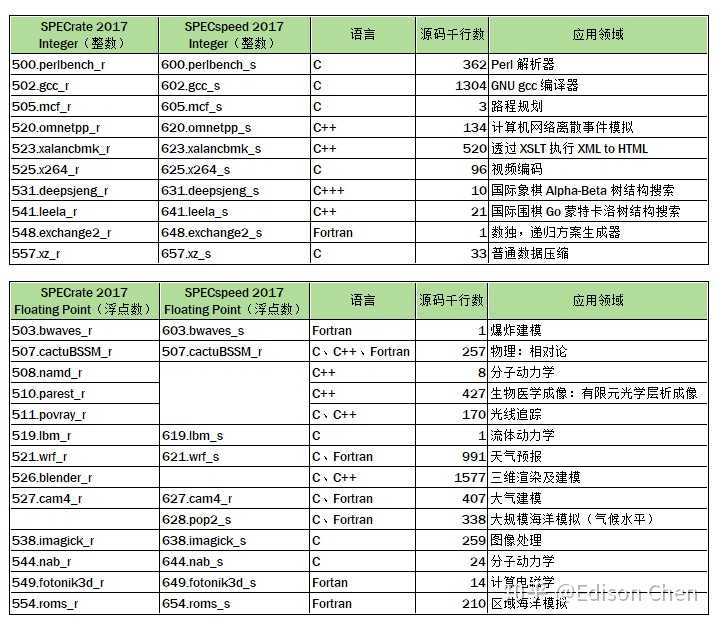 SPECrate 2017 Integer（整数） SPECspeed 2017 Integer（整数） 语言 源码千行数 应用领域
500.perlbench_r 600.perlbench_s C 362 Perl 解析器
502.gcc_r 602.gcc_s C 1304 GNU gcc 编译器
505.mcf_r 605.mcf_s C 3 路程规划
520.omnetpp_r 620.omnetpp_s C++ 134 计算机网络离散事件模拟
523.xalancbmk_r 623.xalancbmk_s C++ 520 透过 XSLT 执行 XML to HTML
525.x264_r 625.x264_s C 96 视频编码
531.deepsjeng_r 631.deepsjeng_s C+++ 10 国际象棋 Alpha-Beta 树结构搜索
541.leela_r 641.leela_s C++ 21 国际围棋 Go 蒙特卡洛树结构搜索
548.exchange2_r 648.exchange2_s Fortran 1 数独，递归方案生成器
557.xz_r 657.xz_s C 33 普通数据压缩
SPECrate 2017 Floating Point（浮点数） SPECspeed 2017 Floating Point（浮点数） 语言 源码千行数 应用领域
503.bwaves_r 603.bwaves_s Fortran 1 爆炸建模
507.cactuBSSM_r 507.cactuBSSM_r C、C++、Fortran 257 物理：相对论
508.namd_r C++ 8 分子动力学
510.parest_r C++ 427 生物医学成像：有限元光学层析成像
511.povray_r C、C++ 170 光线追踪
519.lbm_r 619.lbm_s C 1 流体动力学
521.wrf_r 621.wrf_s C、Fortran 991 天气预报
526.blender_r C、C++ 1577 三维渲染及建模
527.cam4_r 627.cam4_r C、Fortran 407 大气建模
628.pop2_s C、Fortran 338 大规模海洋模拟（气候水平）
538.imagick_r 638.imagick_s C 259 图像处理
544.nab_r 644.nab_s C 24 分子动力学
549.fotonik3d_r 649.fotonik3d_s Fortan 14 计算电磁学
554.roms_r 654.roms_s Fortran 210 区域海洋模拟
知乎 @Edison Chen